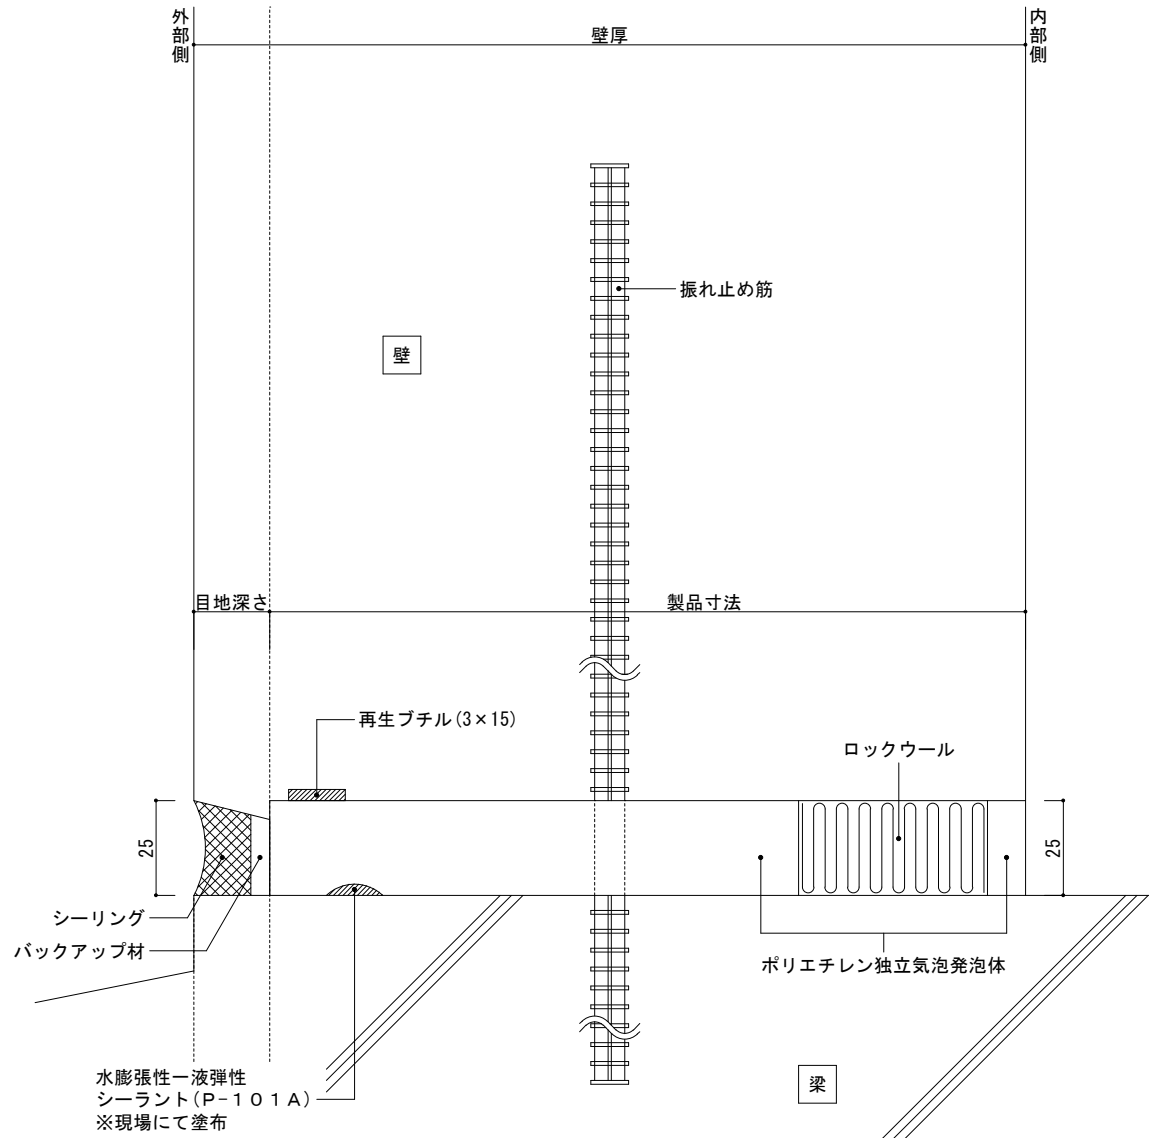 外部側
壁厚
内部側
振れ止め筋
壁
目地深さ
製品寸法
再生ブチル(3×15)
ロックウール
25
25
シーリング
バックアップ材
ポリエチレン独立気泡発泡体
水膨張性一液弾性
シーラント(P-101A)
※現場にて塗布
梁